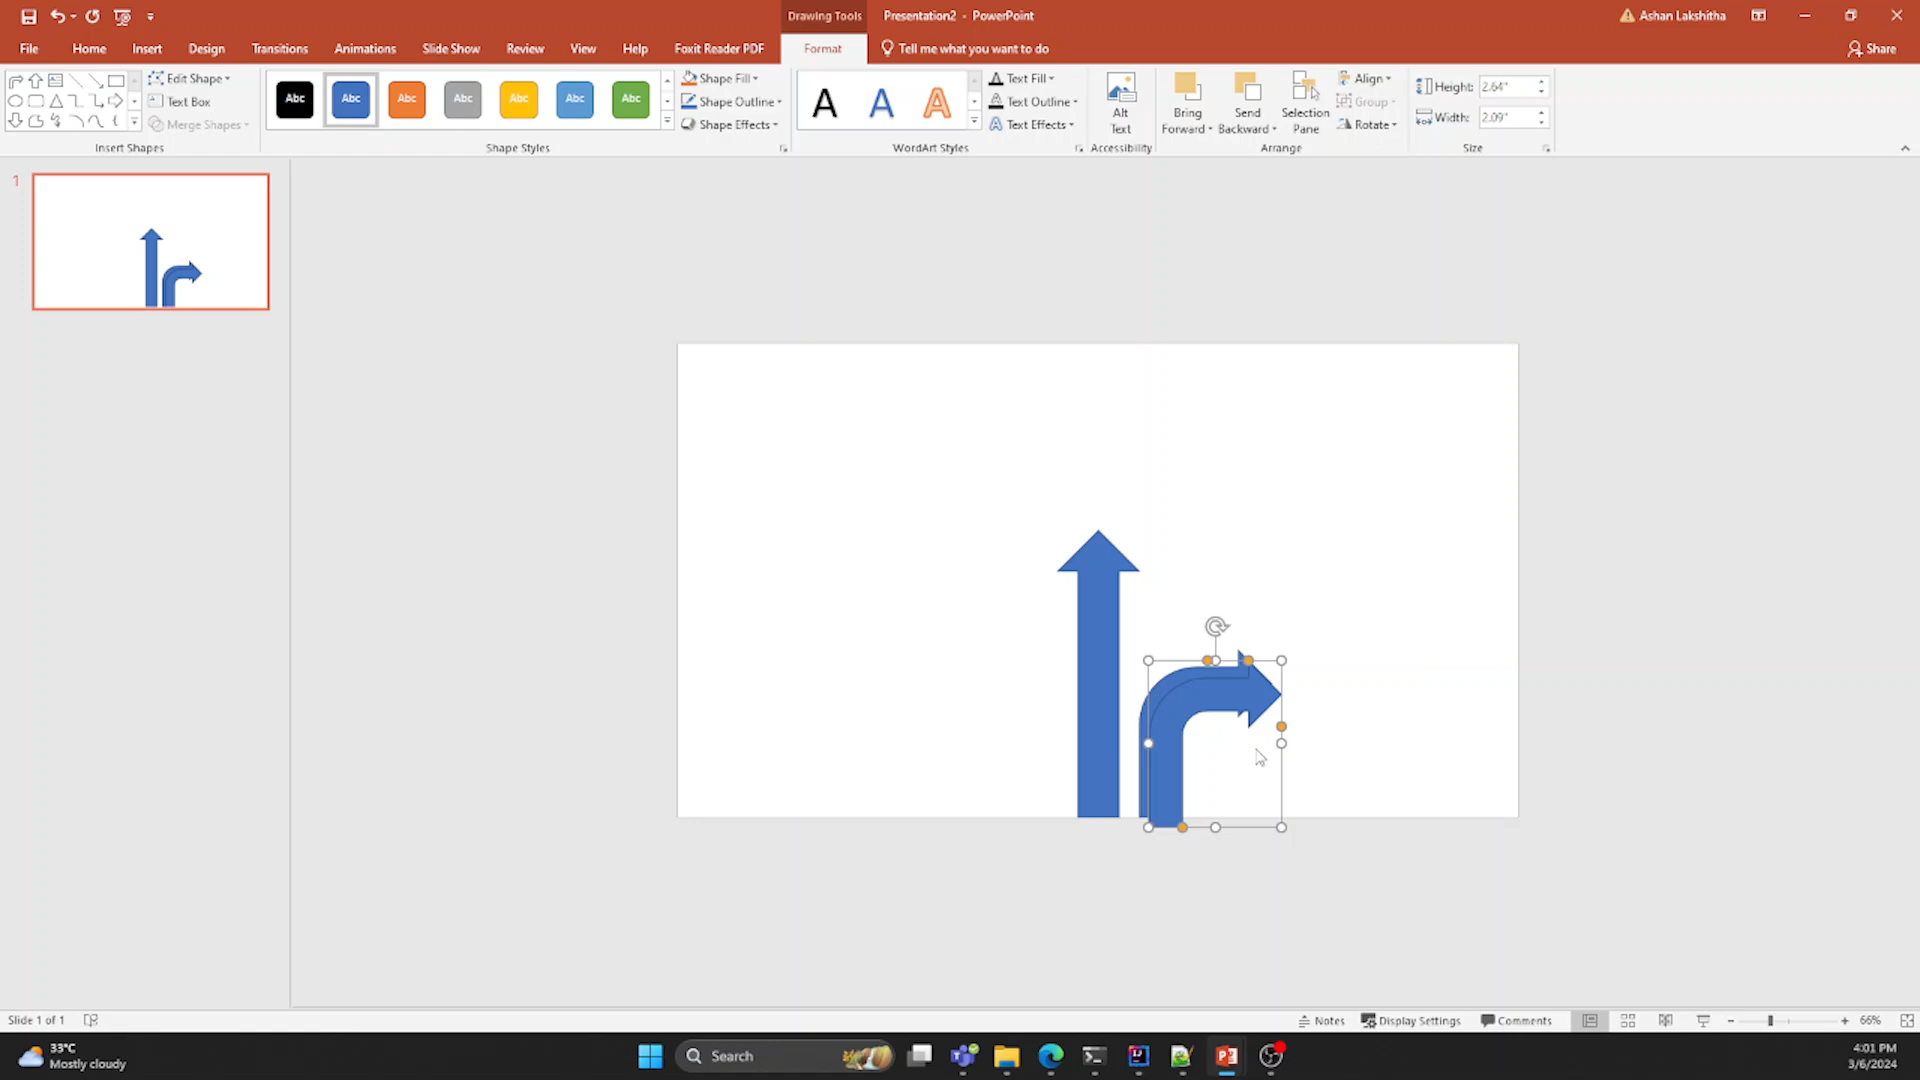 Drawing Tools
Presentation2 - PowerPoint
Ashan Lakshitha
File Home Insert Design Transitions Animations Slide Show Review View Help Foxit Reader PDF Format Tell me what you want to do Share
Edit Shape
Text Box
Merge Shapes
Insert Shapes
Abc Abc Abc Abc Abc Abc Abc
Shape Fill
Shape Outline
Shape Effects
Shape Styles
A A A
Text Fill
Text Outline
Text Effects
WordArt Styles
Alt
Text
Accessibility
Bring
Forward
Send
Backward
Selection
Pane
Align
Group
Rotate
Arrange
Height: 2.64"
Width: 2.09"
Size
1
Slide 1 of 1
Notes Display Settings Comments 66%
33°C
Mostly cloudy
Search
4:01 PM
3/6/2024